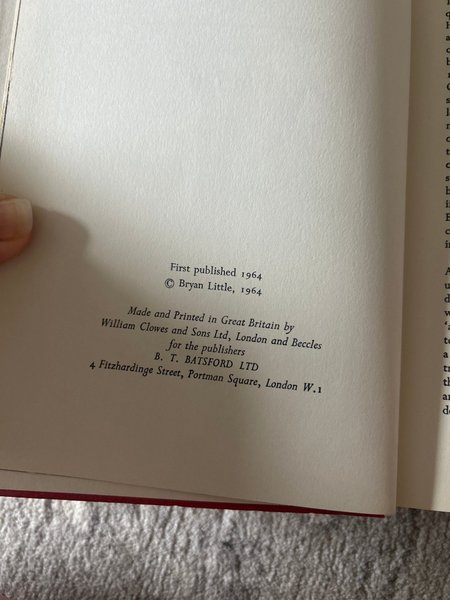 First published 1964
© Bryan Little, 1964
Made and Printed in Great Britain by
William Clowes and Sons Ltd, London and Beccles
for the publishers
B. T. BATSFORD LTD
4 Fitzhardinge Street, Portman Square, London W.1